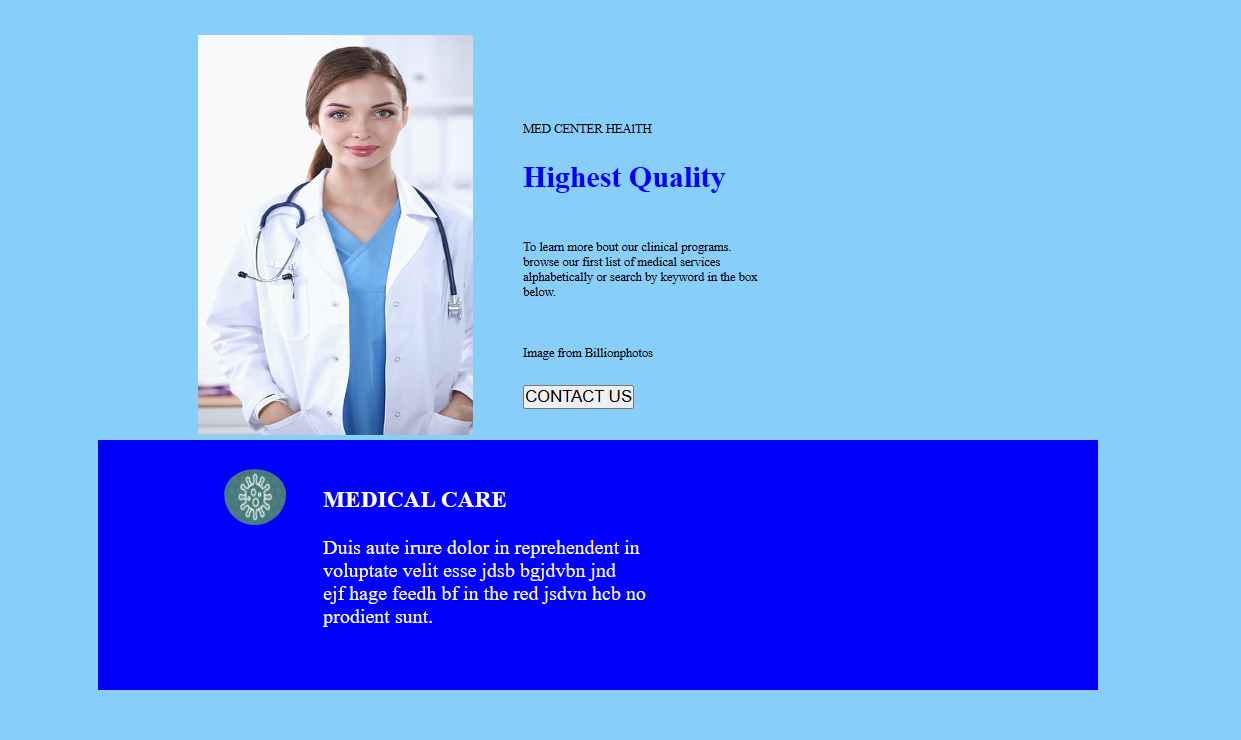 MED CENTER HEA1TH
Highest Quality
To learn more bout our clinical programs.
browse our first list of medical services
alphabetically or search by keyword in the box
below.
Image from Billionphotos
CONTACT US
MEDICAL CARE
Duis aute irure dolor in reprehendent in
voluptate velit esse jdsb bgjdvbn jnd
ejf hage feedh bf in the red jsdvn hcb no
prodient sunt.